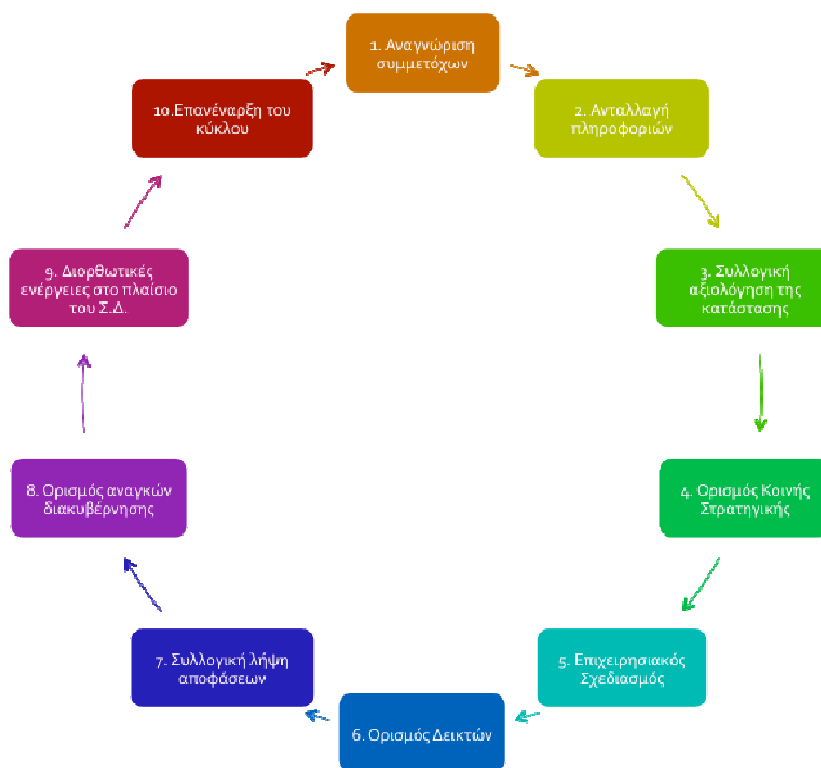 1. Αναγνώριση
συμμετόχων
2. Ανταλλαγή
πληροφοριών
3. Συλλογική
αξιολόγηση της
κατάστασης
4. Ορισμός Κοινής
Στρατηγικής
5. Επιχειρησιακός
Σχεδιασμός
6. Ορισμός Δεικτών
7. Συλλογική λήψη
αποφάσεων
8. Ορισμός αναγκών
διακυβέρνησης
9. Διορθωτικές
ενέργειες στο πλαίσιο
του Σ.Δ.
10.Επανέναρξη του
κύκλου